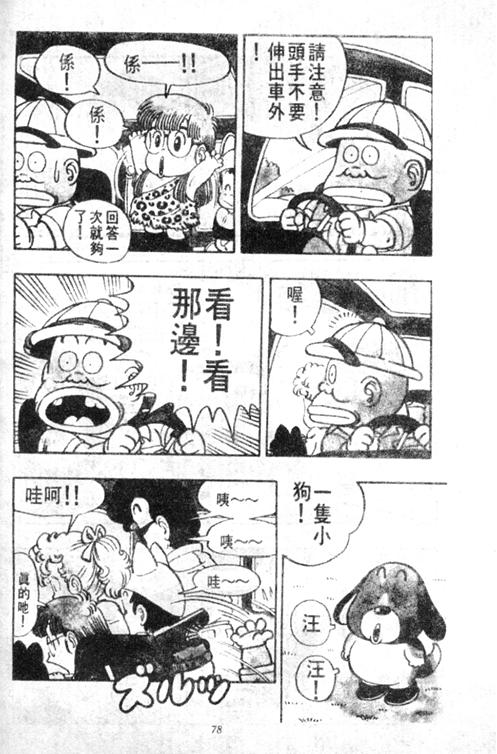 請注意！
頭手不要
伸出車外
！
係——！！
係！
係！
回答一
次就夠
了！！
喔！
看！看
那邊！
咦～～
咦～～
哇～～
哇呵！！
真的吔！
ズルッ
一隻小
狗！
汪
汪！
78